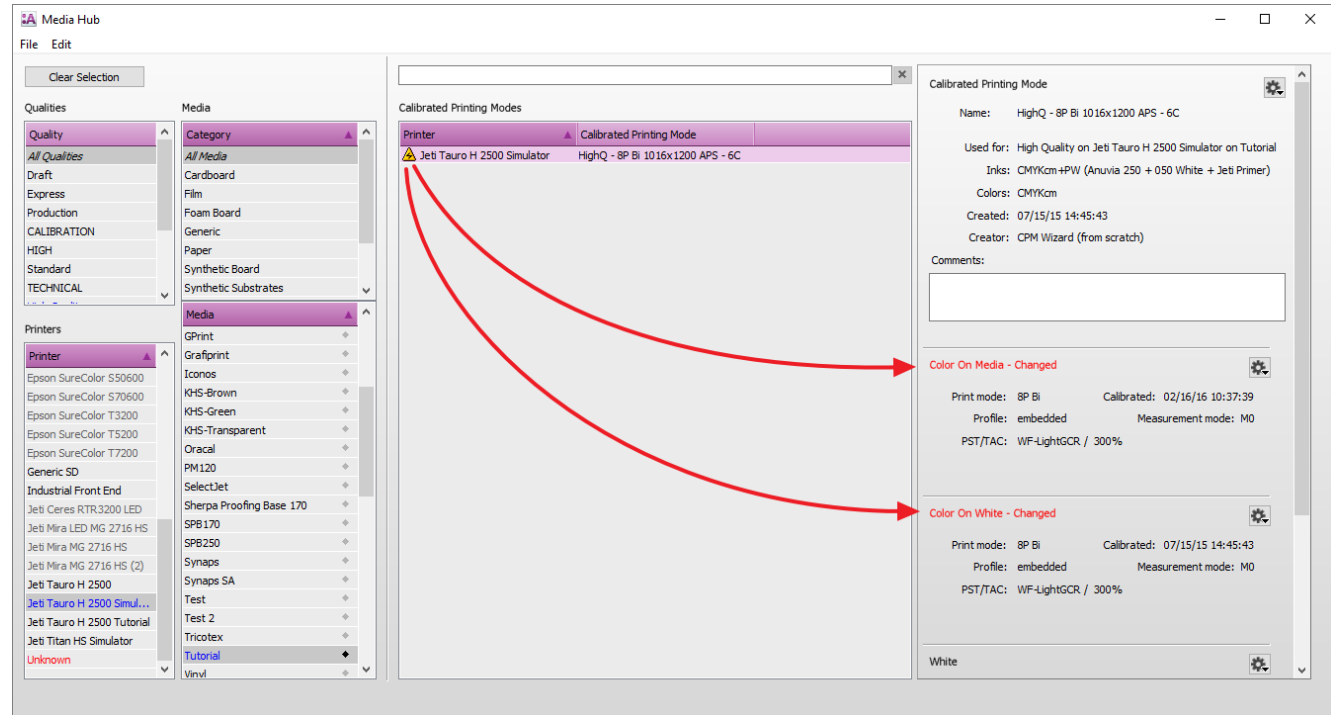 Media Hub
File Edit
Clear Selection
Qualities
Quality
All Qualities
Draft
Express
Production
CALIBRATION
HIGH
Standard
TECHNICAL
Printers
Printer
Epson SureColor S50600
Epson SureColor S70600
Epson SureColor T3200
Epson SureColor T5200
Epson SureColor T7200
Generic SD
Industrial Front End
Jeti Ceres RTR3200 LED
Jeti Mira LED MG 2716 HS
Jeti Mira MG 2716 HS
Jeti Mira MG 2716 HS (2)
Jeti Tauro H 2500
Jeti Tauro H 2500 Simul...
Jeti Tauro H 2500 Tutorial
Jeti Titan HS Simulator
Unknown
Media
Category
All Media
Cardboard
Film
Foam Board
Generic
Paper
Synthetic Board
Synthetic Substrates
Media
GPrint
Grafiprint
Iconos
KHS-Brown
KHS-Green
KHS-Transparent
Oracal
PM120
SelectJet
Sherpa Proofing Base 170
SPB170
SPB250
Synaps
Synaps SA
Test
Test 2
Tricotex
Tutorial
Vinyl
Calibrated Printing Modes
Printer Calibrated Printing Mode
Jeti Tauro H 2500 Simulator HighQ - 8P Bi 1016x1200 APS - 6C
Calibrated Printing Mode
Name: HighQ - 8P Bi 1016x1200 APS - 6C
Used for: High Quality on Jeti Tauro H 2500 Simulator on Tutorial
Inks: CMYKcm+PW (Anuvia 250 + 050 White + Jeti Primer)
Colors: CMYKcm
Created: 07/15/15 14:45:43
Creator: CPM Wizard (from scratch)
Comments:
Color On Media - Changed
Print mode: 8P Bi Calibrated: 02/16/16 10:37:39
Profile: embedded Measurement mode: M0
PST/TAC: WF-LightGCR / 300%
Color On White - Changed
Print mode: 8P Bi Calibrated: 07/15/15 14:45:43
Profile: embedded Measurement mode: M0
PST/TAC: WF-LightGCR / 300%
White